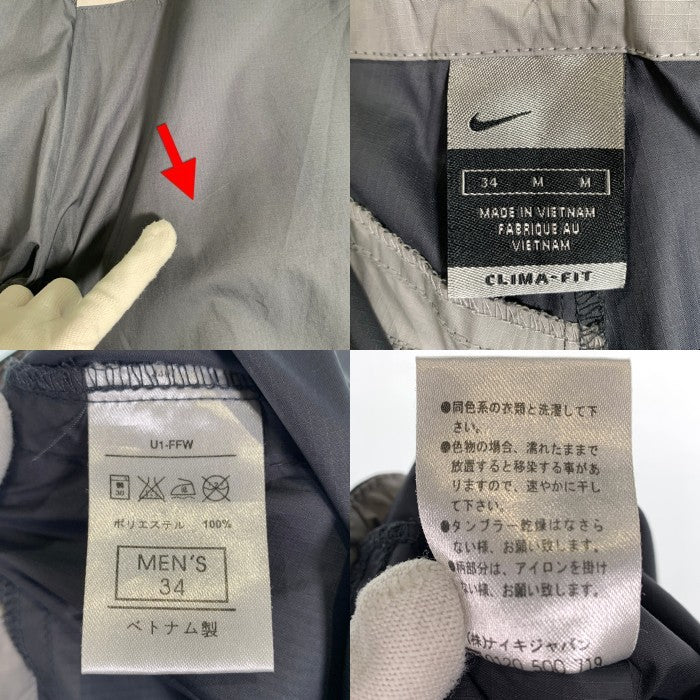 34 M M
MADE IN VIETNAM
FABRIQUE AU
VIETNAM
CLIMA-FIT
U1-FFW
ポリエステル 100%
MEN'S
34
ベトナム製
●同色系の衣類と洗濯して下
さい。
●色物の場合、濡れたままで
放置すると移染する事があ
りますので、速やかに干し
て下さい。
●タンブラー乾燥はなさら
ない様、お願い致します。
●柄部分は、アイロンを掛け
ない様、お願い致します。
(株)ナイキジャパン
0120 500 719